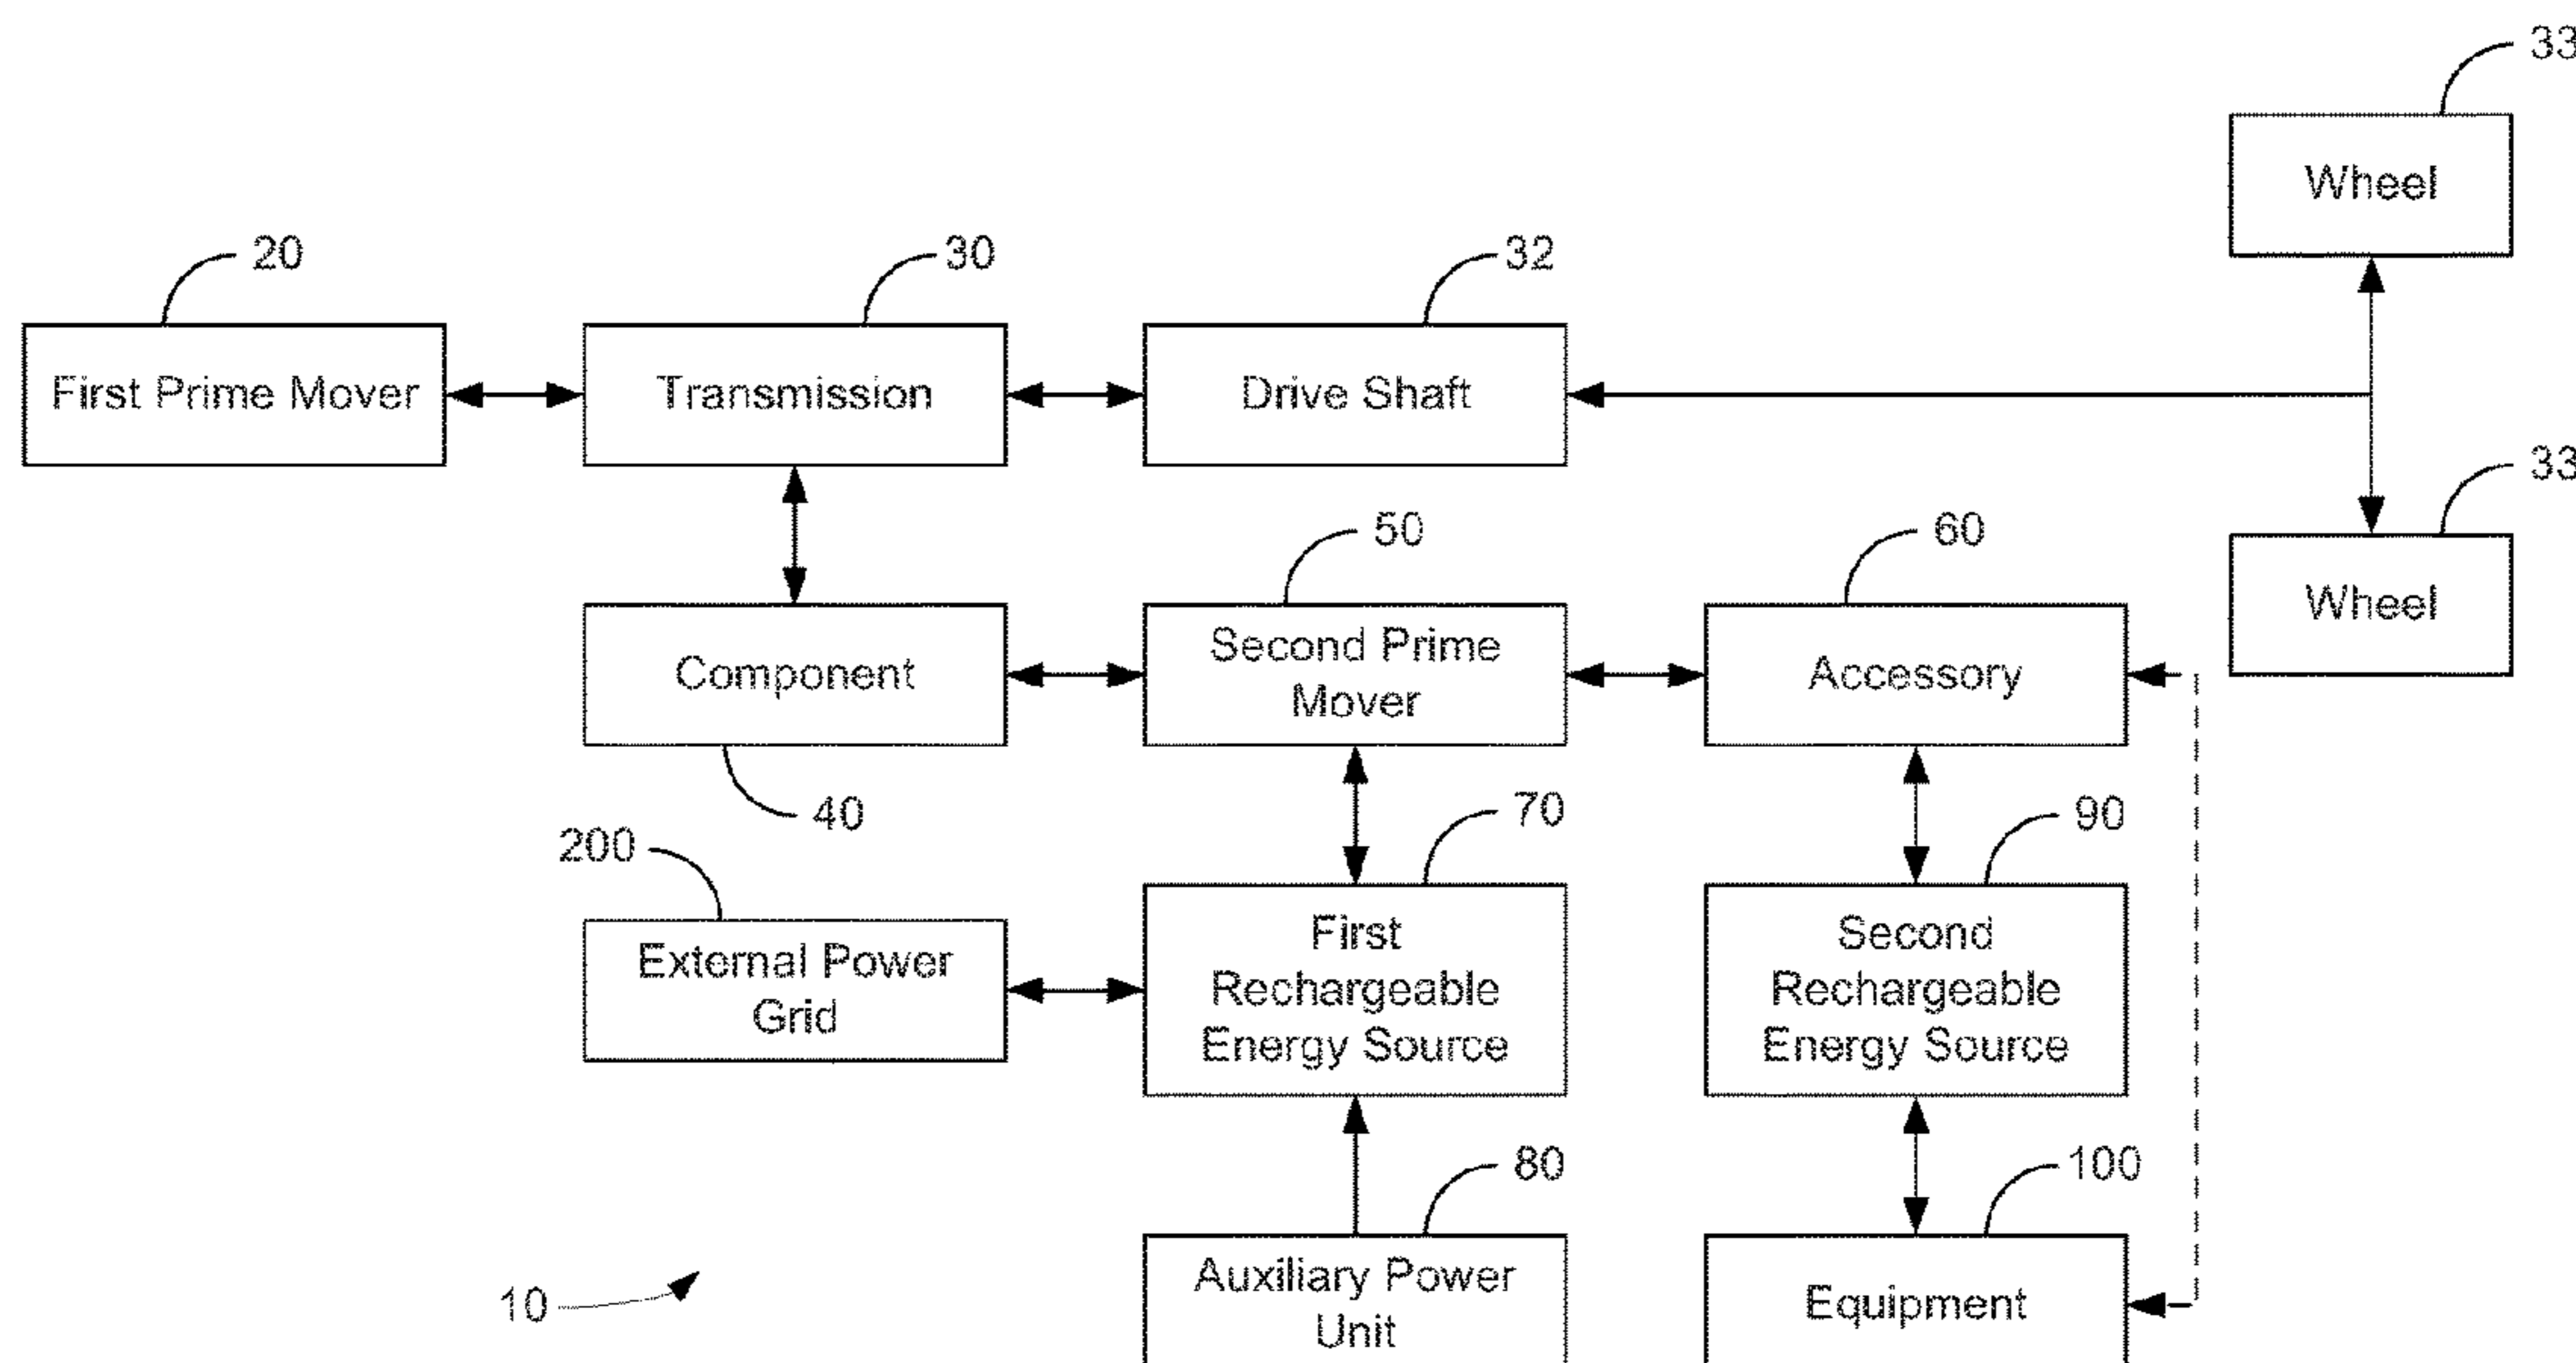 33
Wheel
20
30
32
First Prime Mover
Transmission
Drive Shaft
33
50
60
Wheel
Component
Second Prime
Mover
Accessory
40
70
90
200
External Power
Grid
First
Rechargeable
Energy Source
Second
Rechargeable
Energy Source
80
100
10
Auxiliary Power
Unit
Equipment